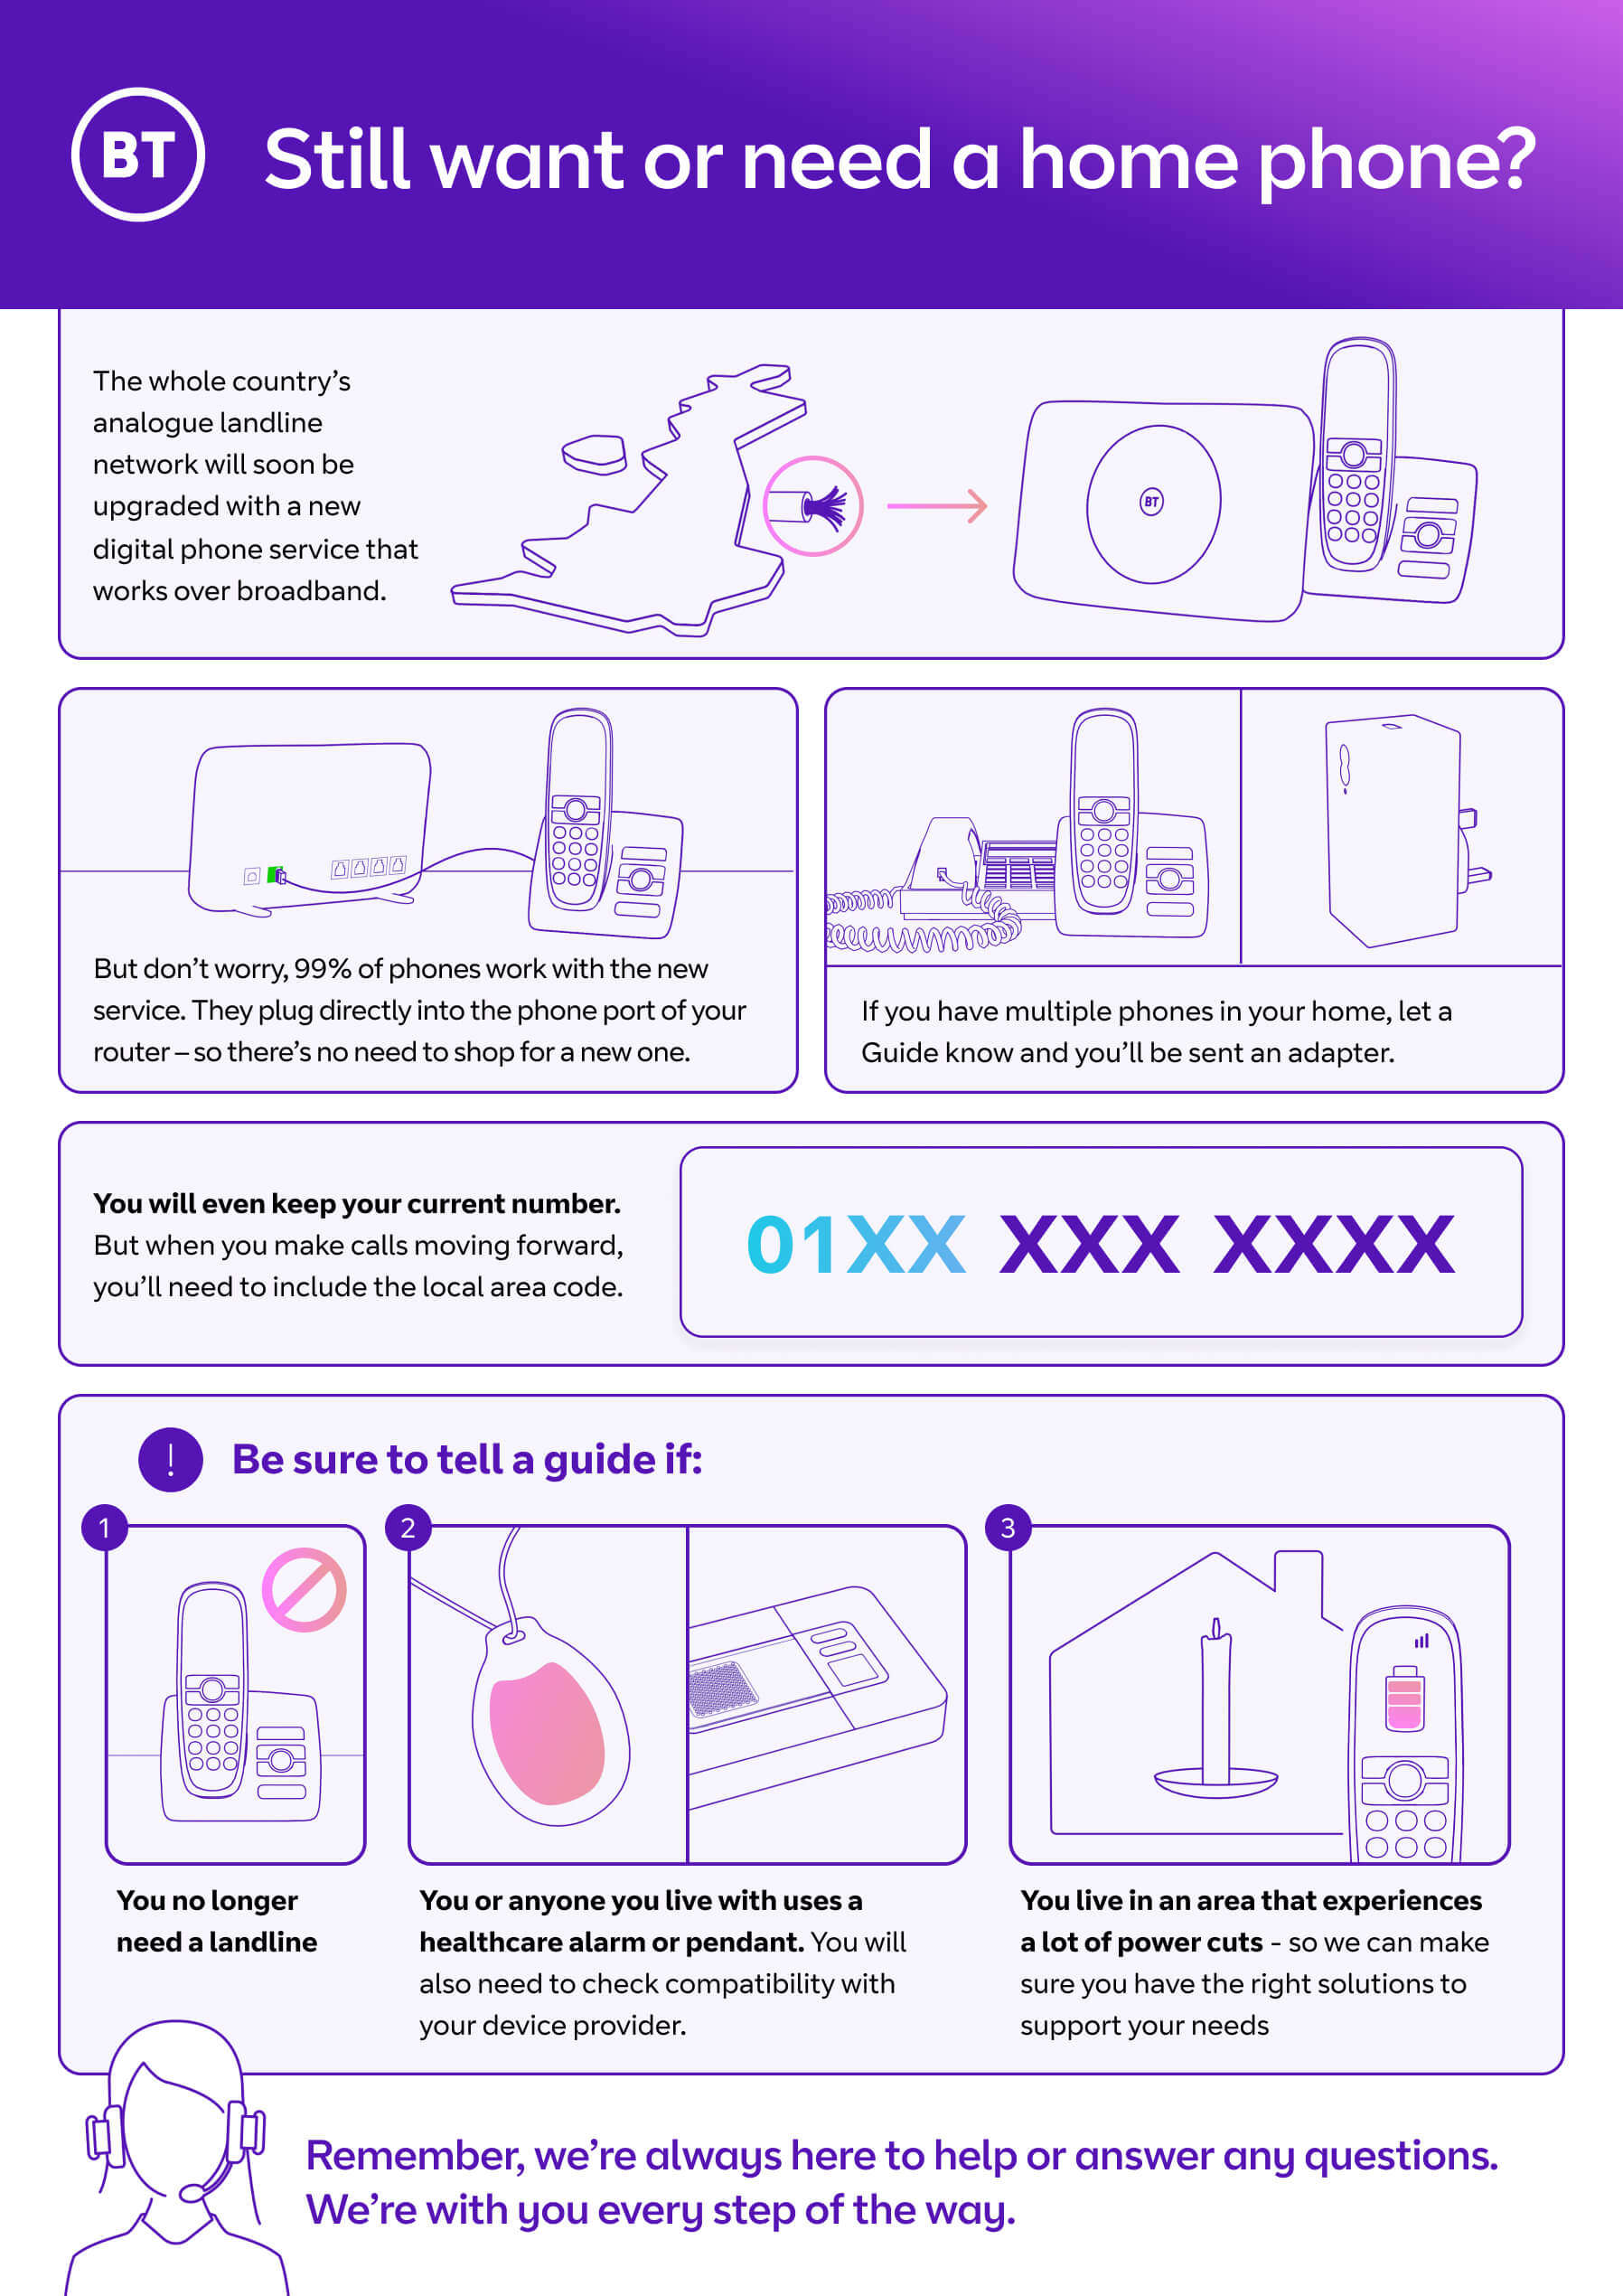 BT
Still want or need a home phone?
The whole country’s
analogue landline
network will soon be
upgraded with a new
digital phone service that
works over broadband.
BT
But don’t worry, 99% of phones work with the new
service. They plug directly into the phone port of your
router – so there’s no need to shop for a new one.
If you have multiple phones in your home, let a
Guide know and you’ll be sent an adapter.
You will even keep your current number.
But when you make calls moving forward,
you’ll need to include the local area code.
01XX XXX XXXX
! Be sure to tell a guide if:
1
You no longer
need a landline
2
You or anyone you live with uses a
healthcare alarm or pendant. You will
also need to check compatibility with
your device provider.
3
You live in an area that experiences
a lot of power cuts - so we can make
sure you have the right solutions to
support your needs
Remember, we’re always here to help or answer any questions.
We’re with you every step of the way.